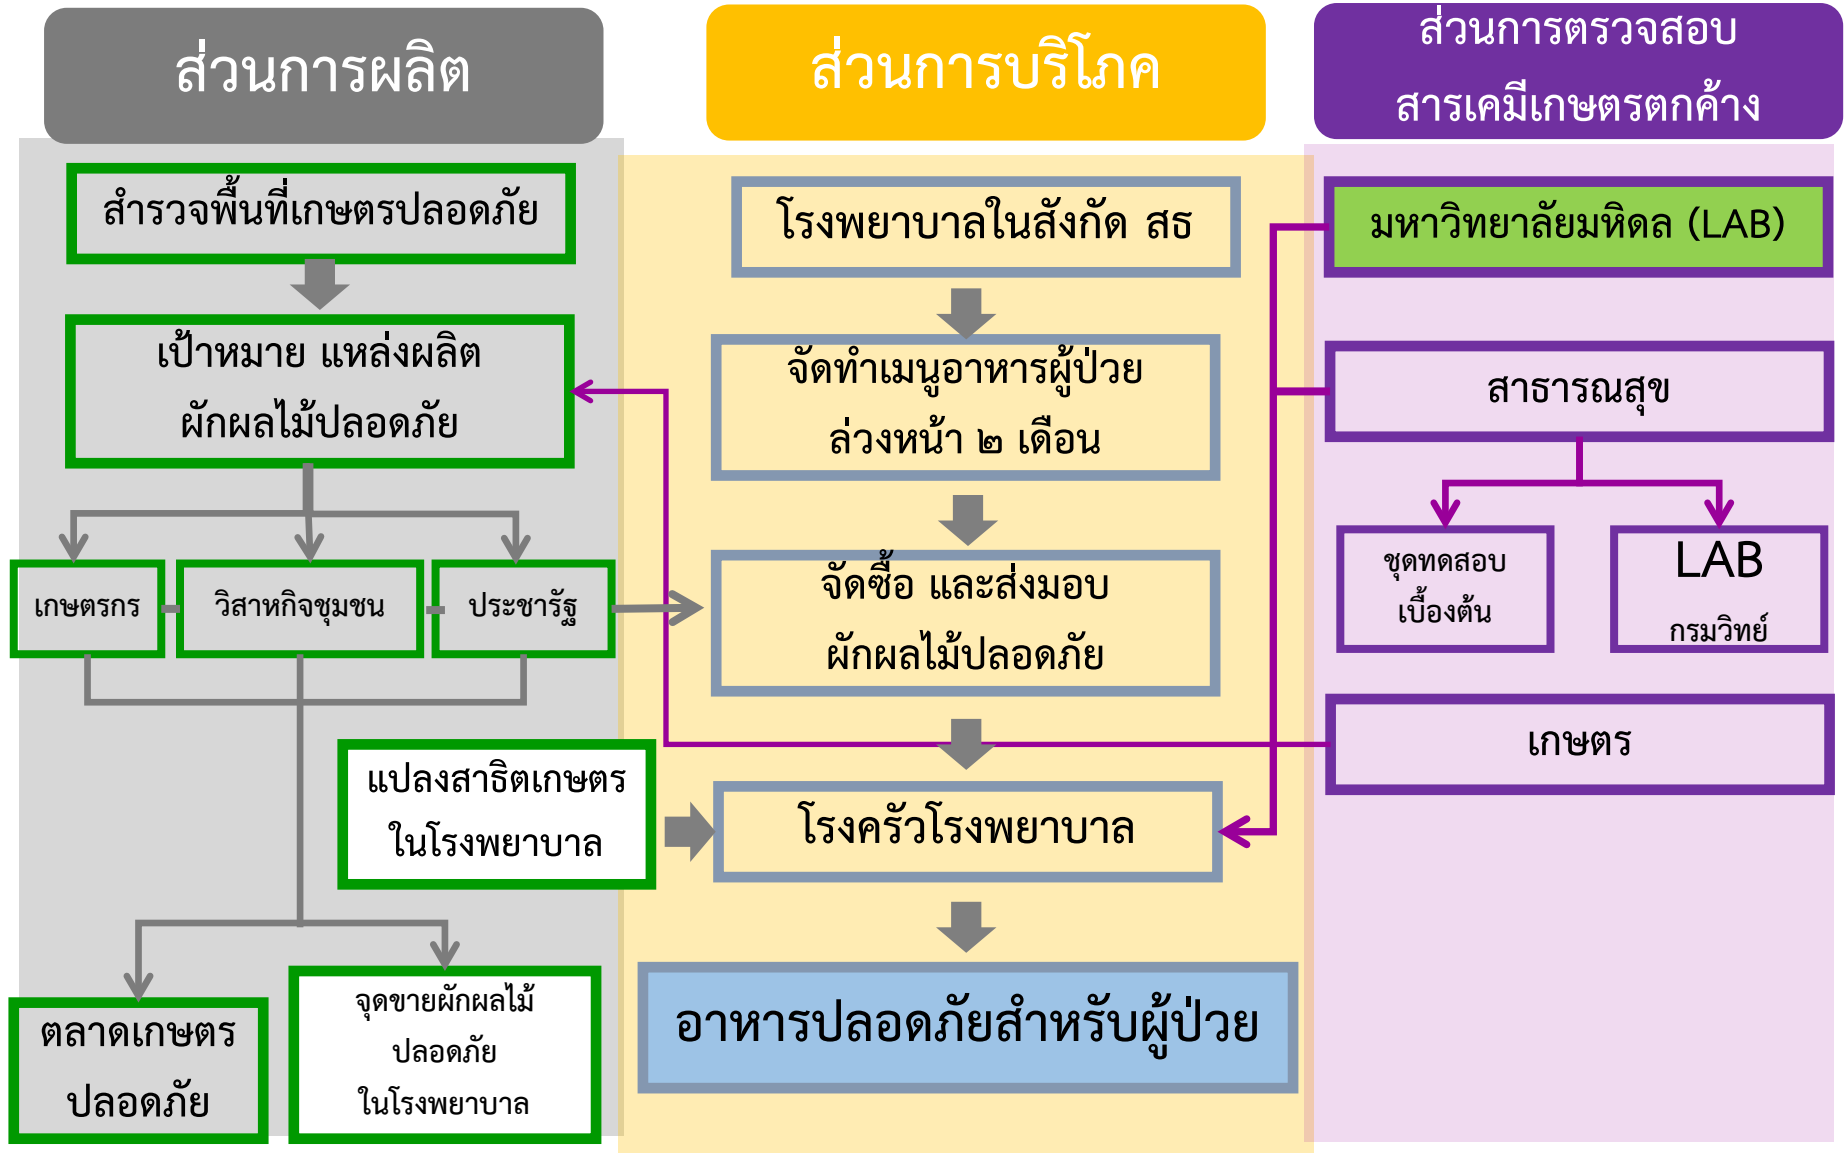 ส่วนการผลิต
สำรวจพื้นที่เกษตรปลอดภัย
เป้าหมาย แหล่งผลิต
ผักผลไม้ปลอดภัย
เกษตรกร
วิสาหกิจชุมชน
ประชารัฐ
แปลงสาธิตเกษตร
ในโรงพยาบาล
ตลาดเกษตร
ปลอดภัย
จุดขายผักผลไม้
ปลอดภัย
ในโรงพยาบาล
ส่วนการบริโภค
โรงพยาบาลในสังกัด สธ
จัดทำเมนูอาหารผู้ป่วย
ล่วงหน้า ๒ เดือน
จัดซื้อ และส่งมอบ
ผักผลไม้ปลอดภัย
โรงครัวโรงพยาบาล
อาหารปลอดภัยสำหรับผู้ป่วย
ส่วนการตรวจสอบ
สารเคมีเกษตรตกค้าง
มหาวิทยาลัยมหิดล (LAB)
สาธารณสุข
ชุดทดสอบ
เบื้องต้น
LAB
กรมวิทย์
เกษตร